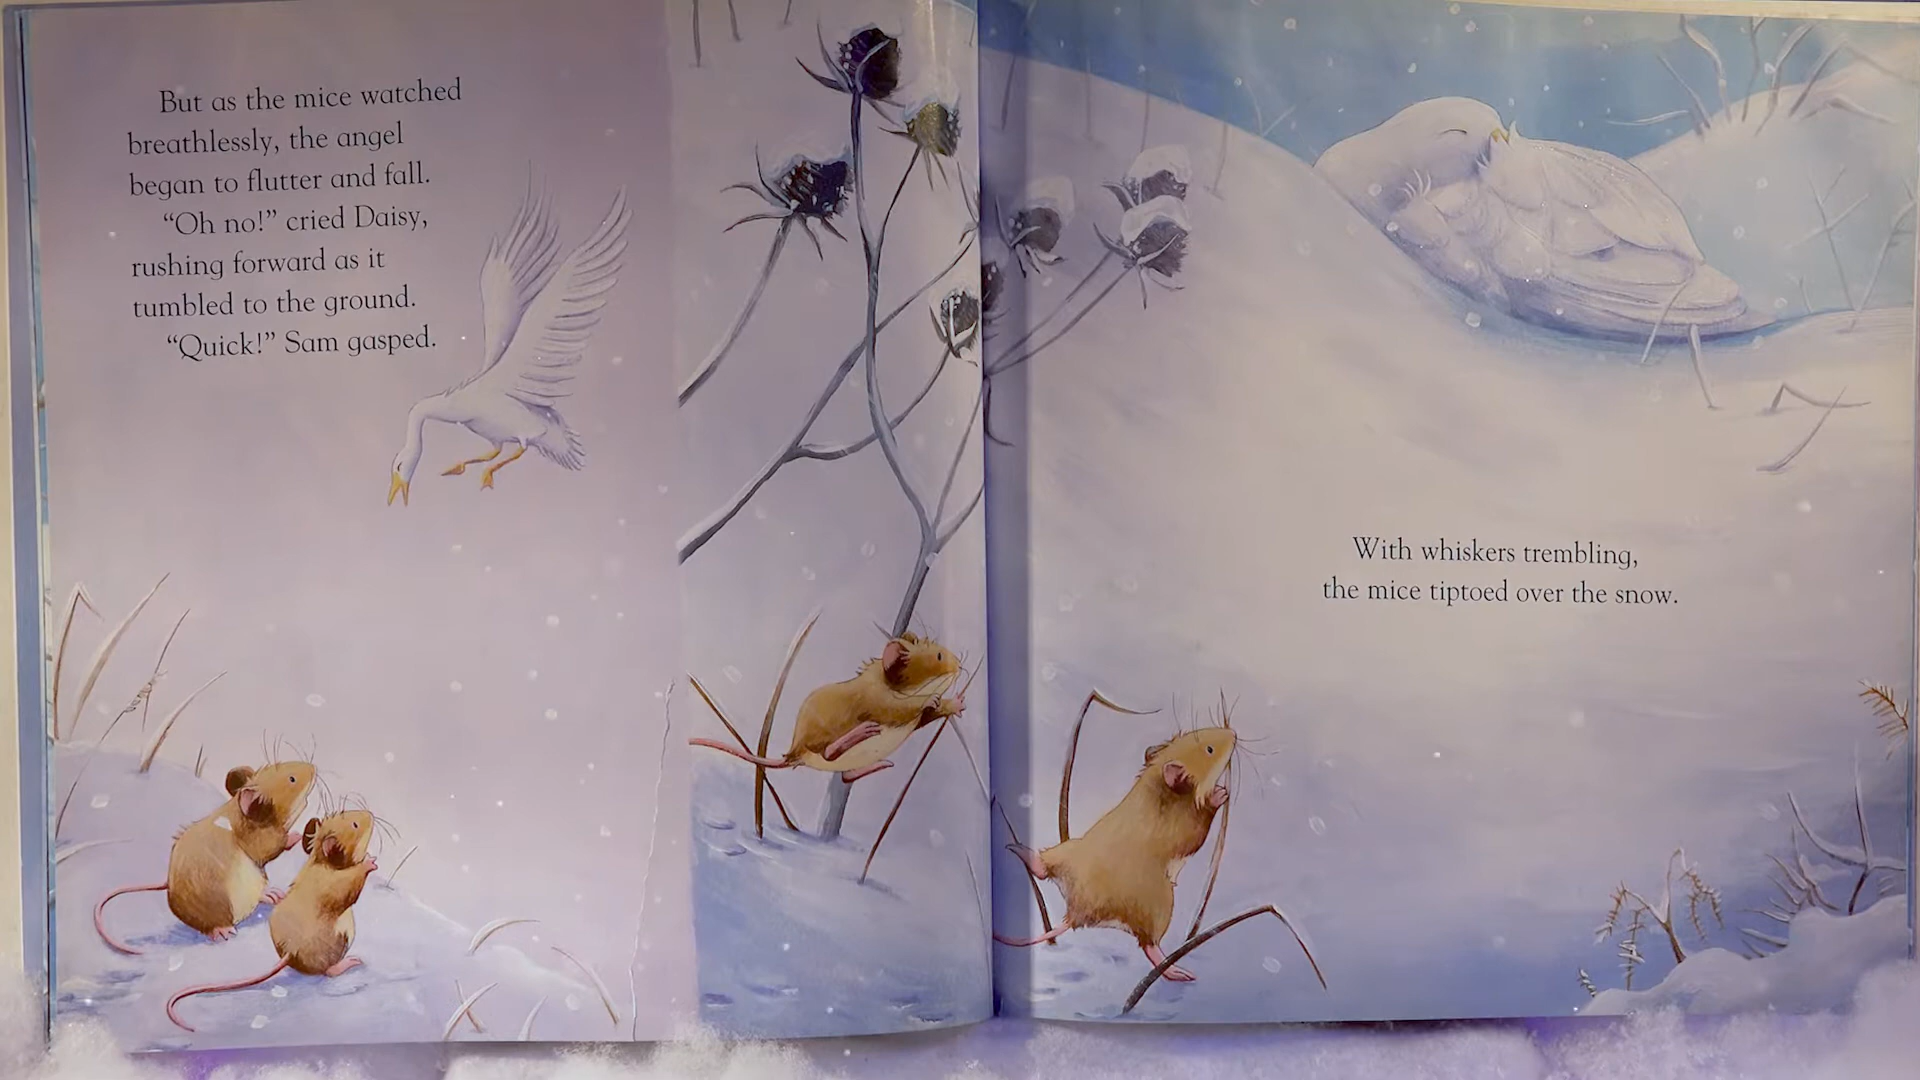 But as the mice watched
breathlessly, the angel
began to flutter and fall.
“Oh no!” cried Daisy,
rushing forward as it
tumbled to the ground.
“Quick!” Sam gasped.
With whiskers trembling,
the mice tiptoed over the snow.